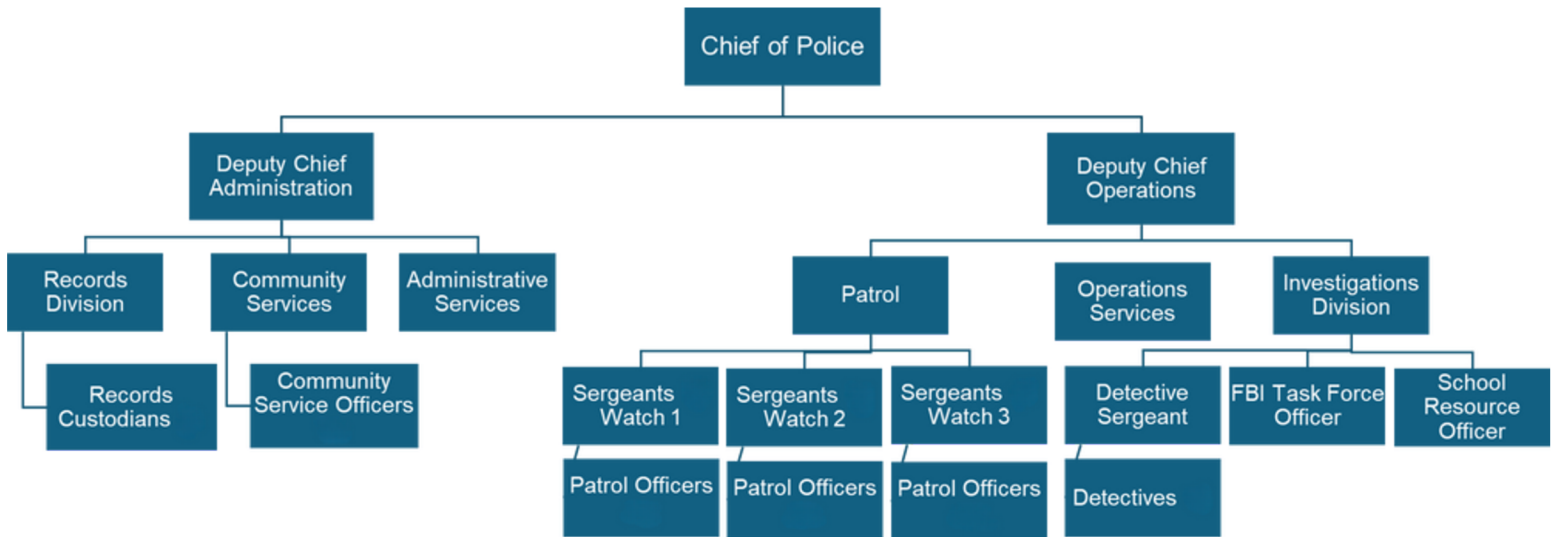 Chief of Police
Deputy Chief
Administration
Deputy Chief
Operations
Records
Division
Community
Services
Administrative
Services
Patrol
Operations
Services
Investigations
Division
Records
Custodians
Community
Service Officers
Sergeants
Watch 1
Sergeants
Watch 2
Sergeants
Watch 3
Detective
Sergeant
FBI Task Force
Officer
School
Resource
Officer
Patrol Officers
Patrol Officers
Patrol Officers
Detectives